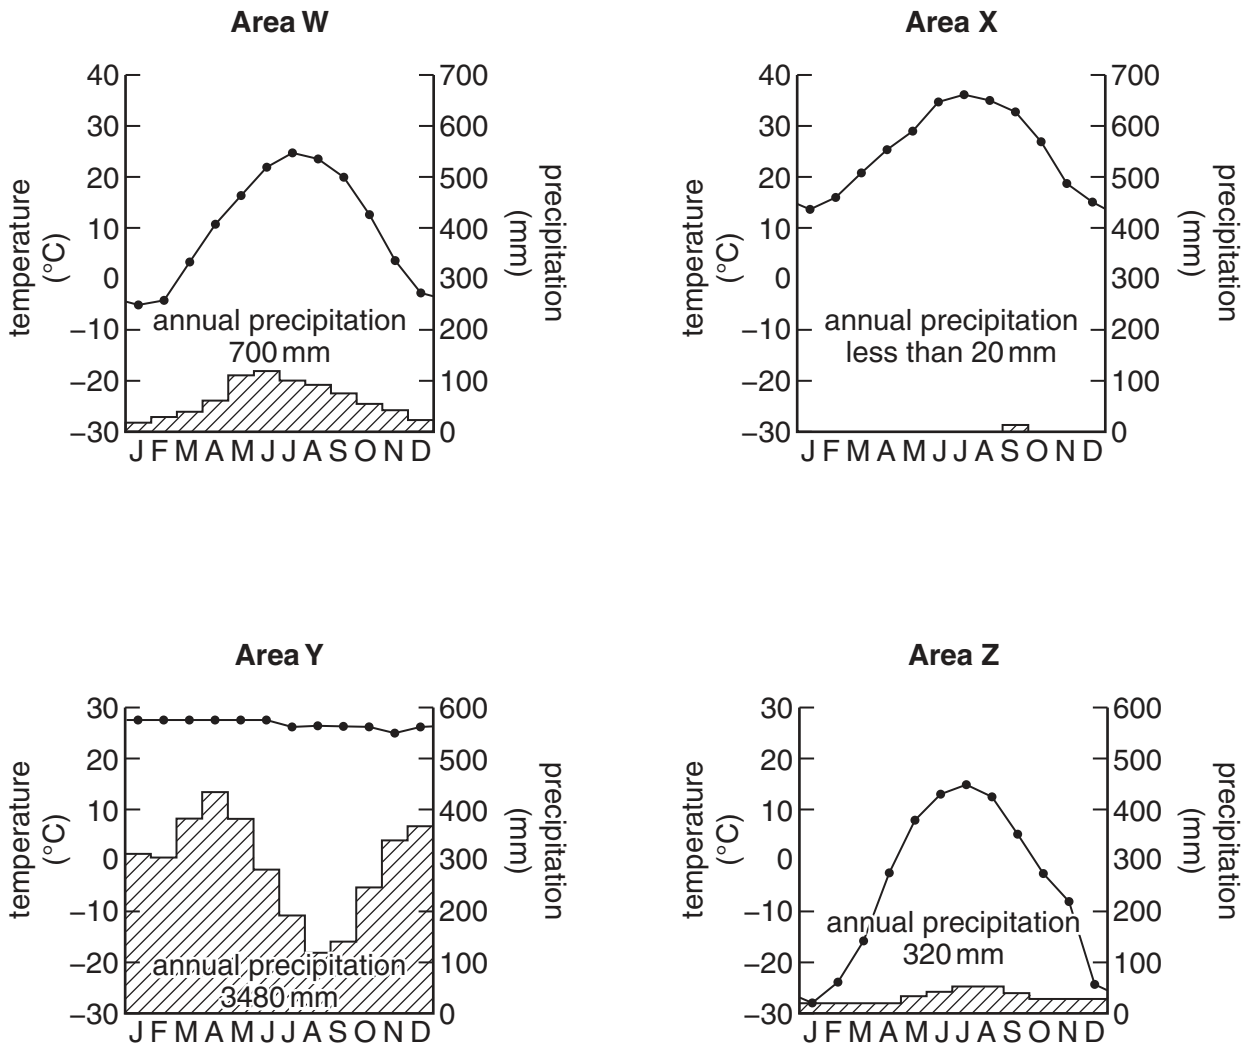 Area W
40
30
20
10
0
−10
−20
−30
temperature
(°C)
700
600
500
400
300
200
100
0
precipitation
(mm)
annual precipitation
700 mm
J F M A M J J A S O N D
Area X
40
30
20
10
0
−10
−20
−30
temperature
(°C)
700
600
500
400
300
200
100
0
precipitation
(mm)
annual precipitation
less than 20 mm
J F M A M J J A S O N D
Area Y
30
20
10
0
−10
−20
−30
temperature
(°C)
600
500
400
300
200
100
0
precipitation
(mm)
annual precipitation
3480 mm
J F M A M J J A S O N D
Area Z
30
20
10
0
−10
−20
−30
temperature
(°C)
600
500
400
300
200
100
0
precipitation
(mm)
annual precipitation
320 mm
J F M A M J J A S O N D